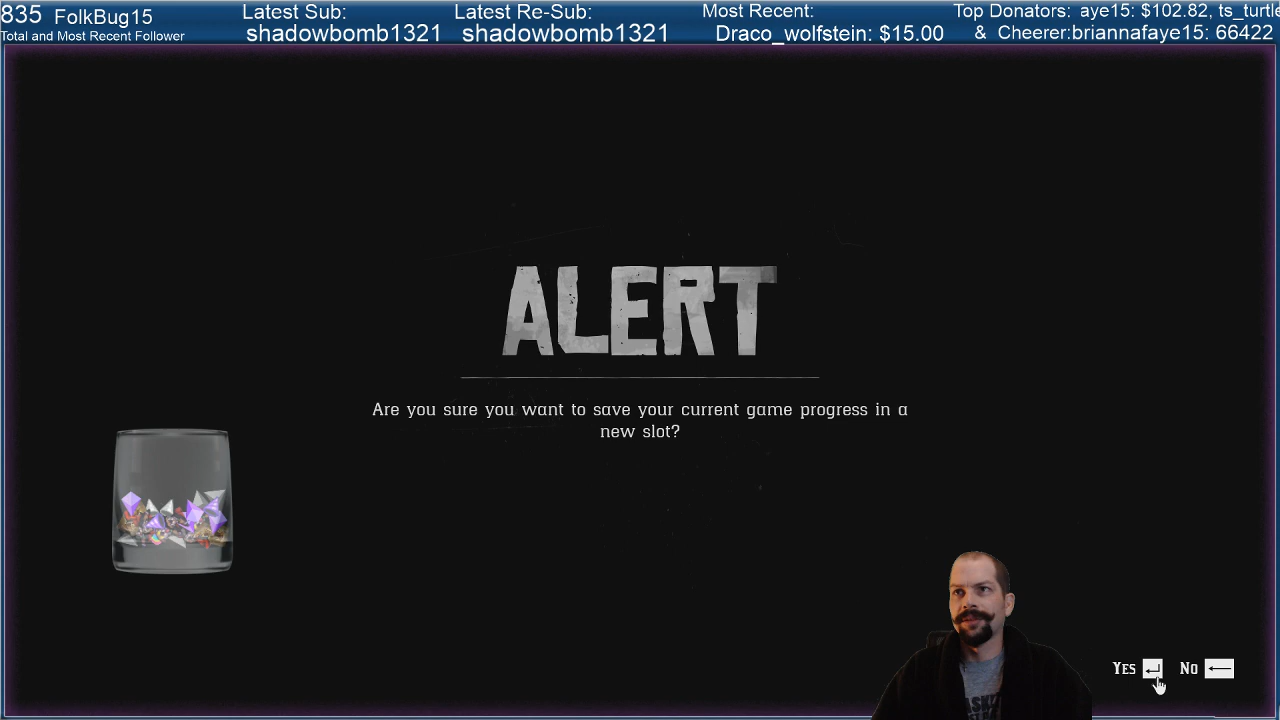 835 FolkBug15
Total and Most Recent Follower
Latest Sub:
shadowbomb1321
Latest Re-Sub:
shadowbomb1321
Most Recent:
Draco_wolfstein: $15.00
Top Donators: aye15: $102.82, ts_turtle
& Cheerer:briannafaye15: 66422
ALERT
Are you sure you want to save your current game progress in a
new slot?
Yes No